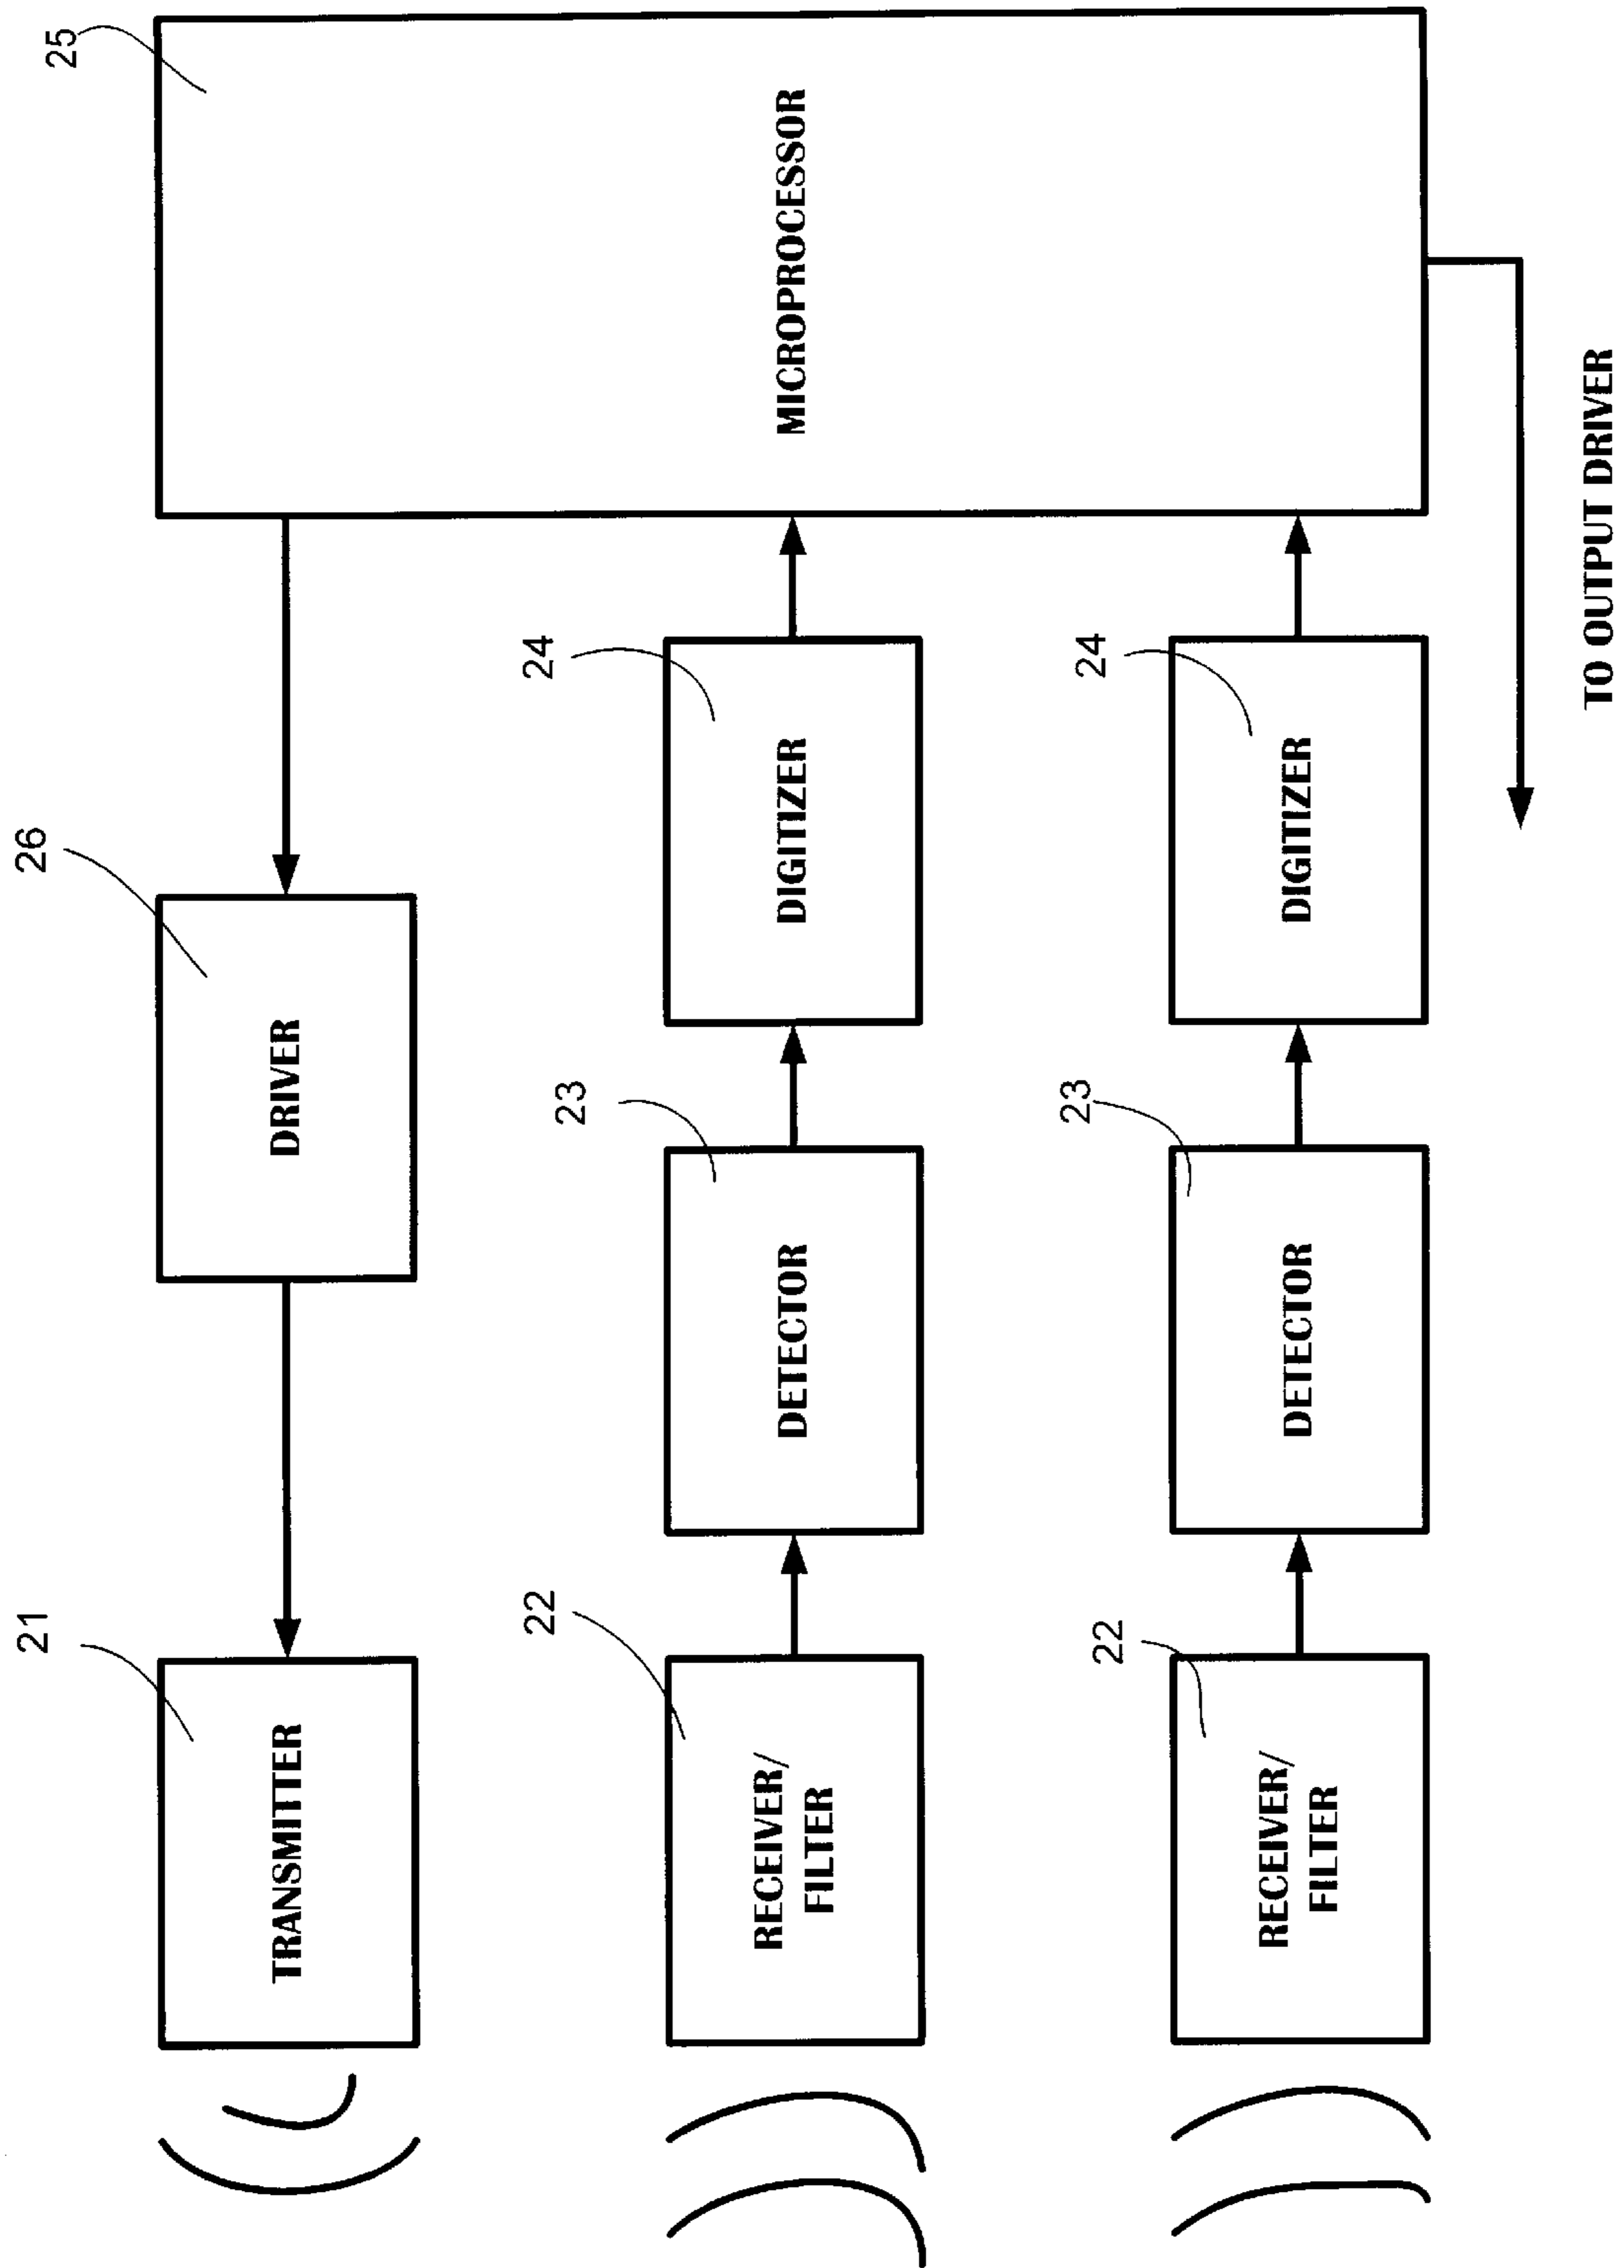 21
26
25
TRANSMITTER
DRIVER
22
23
24
RECEIVER/
FILTER
DETECTOR
DIGITIZER
MICROPROCESSOR
22
23
24
RECEIVER/
FILTER
DETECTOR
DIGITIZER
TO OUTPUT DRIVER